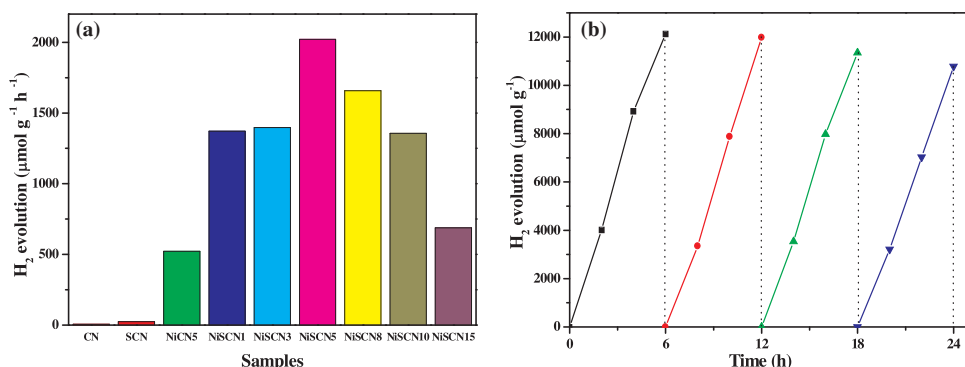 (a)
H2 evolution (μmol g-1 h-1)
2000
1500
1000
500
0
CN SCN NiCN5 NiSCN1 NiSCN3 NiSCN5 NiSCN8 NiSCN10 NiSCN15
Samples
(b)
H2 evolution (μmol g-1)
12000
10000
8000
6000
4000
2000
0
0 6 12 18 24
Time (h)